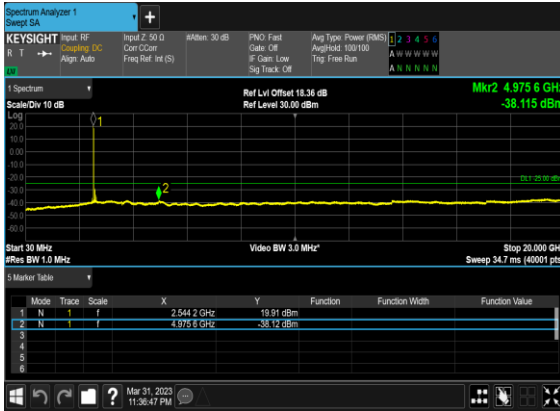 Spectrum Analyzer 1
Swept SA
+
KEYSIGHT
R T
LV
Input: RF
Coupling: DC
Align: Auto
Input Z: 50 Ω
Corr CCorr
Freq Ref: Int (S)
#Atten: 30 dB
PNO: Fast
Gate: Off
IF Gain: Low
Sig Track: Off
Avg Type: Power (RMS)
Avg|Hold: 100/100
Trig: Free Run
1 2 3 4 5 6
A W W W W W
A N N N N N
1 Spectrum
Scale/Div 10 dB
Ref Lvl Offset 18.36 dB
Ref Level 30.00 dBm
Mkr2 4.975 6 GHz
-38.115 dBm
Log
20.0
10.0
0.00
-10.0
-20.0
-30.0
-40.0
-50.0
-60.0
1
2
DL1 -25.00 dBm
Start 30 MHz
#Res BW 1.0 MHz
Video BW 3.0 MHz*
Stop 20.000 GHz
Sweep 34.7 ms (40001 pts)
5 Marker Table
Mode Trace Scale X Y Function Function Width Function Value
1 N 1 f 2.544 2 GHz 19.91 dBm
2 N 1 f 4.975 6 GHz -38.12 dBm
3
4
5
6
?
Mar 31, 2023
11:36:47 PM